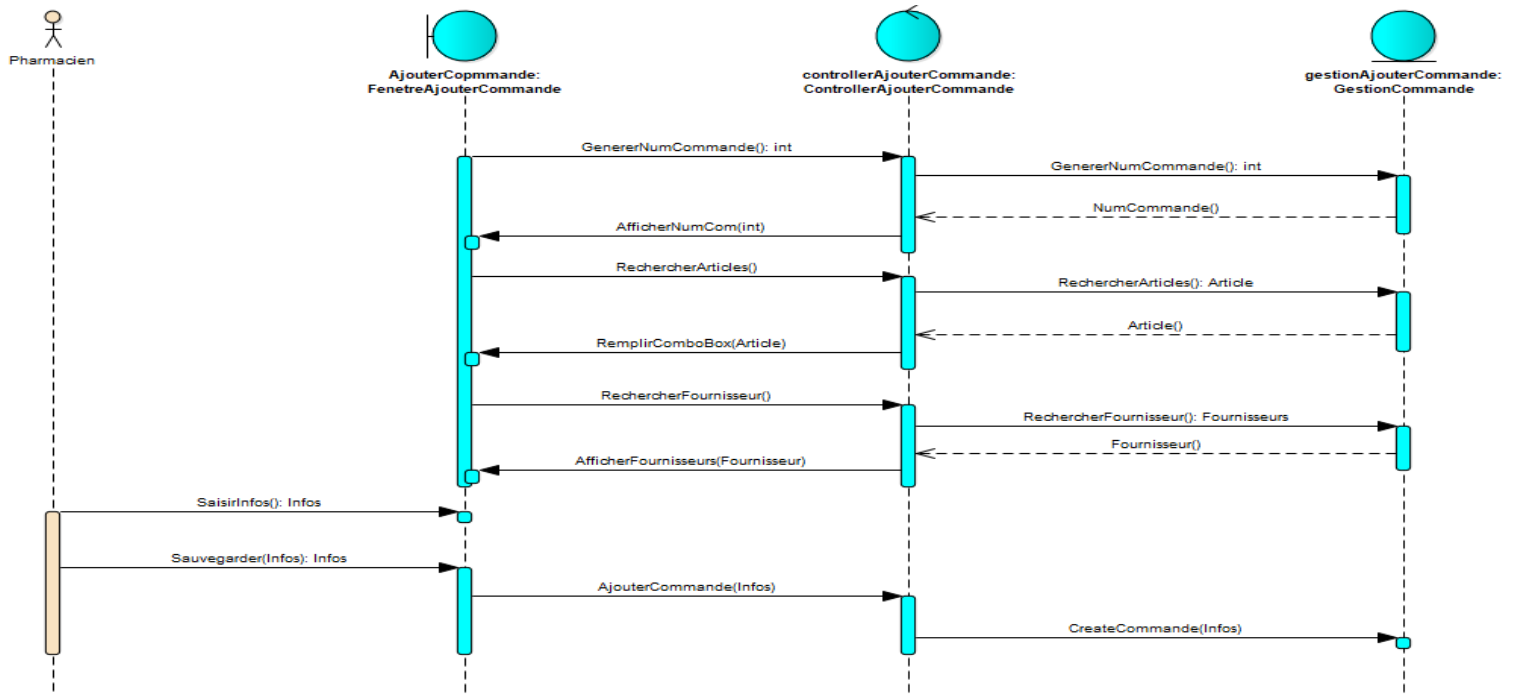 Pharmacien
AjouterCopmmande:
FenetreAjouterCommande
controllerAjouterCommande:
ControllerAjouterCommande
gestionAjouterCommande:
GestionCommande
GenererNumCommande(): int
GenererNumCommande(): int
NumCommande()
AfficherNumCom(int)
RechercherArticles()
RechercherArticles(): Article
Article()
RemplirComboBox(Article)
RechercherFournisseur()
RechercherFournisseur(): Fournisseurs
Fournisseur()
AfficherFournisseurs(Fournisseur)
SaisirInfos(): Infos
Sauvegarder(Infos): Infos
AjouterCommande(Infos)
CreateCommande(Infos)